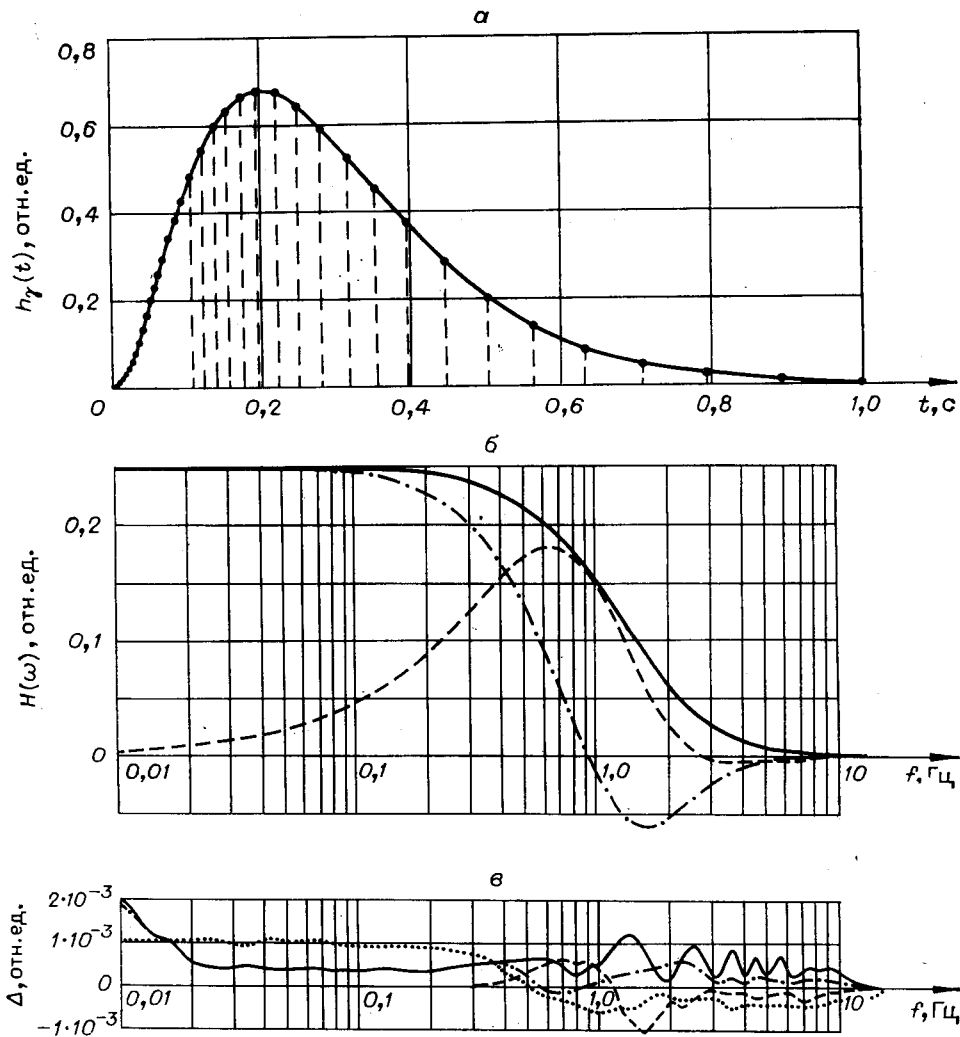 а
0,8
0,6
0,4
0,2
0
0,2
0,4
0,6
0,8
1,0
t, с
hγ(t), отн.ед.
б
0,2
0,1
0
0,01
0,1
1,0
10
f, Гц
H(ω), отн.ед.
в
2·10⁻³
1·10⁻³
0
-1·10⁻³
0,01
0,1
1,0
10
f, Гц
Δ, отн.ед.